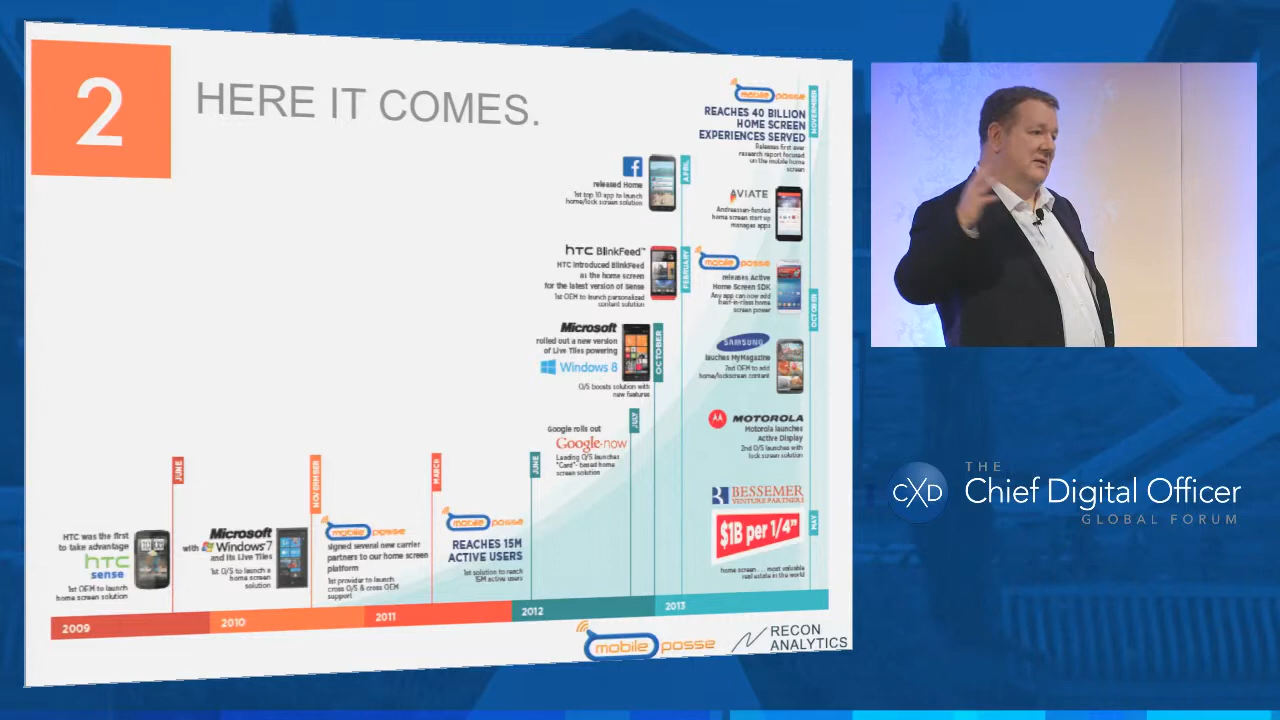 2
HERE IT COMES.
HTC was the first
to take advantage
htc
sense
1st OEM to launch
home screen solution
JUNE
Microsoft
with Windows 7
and its Live Tiles
1st O/S to launch a
home screen
solution
NOVEMBER
mobile posse
signed several new carrier
partners to our home screen
platform
1st provider to launch
cross O/S & cross OEM
support
MARCH
mobile posse
REACHES 15M
ACTIVE USERS
1st solution to reach
15M active users
JUNE
Google rolls out
Google now
Leading O/S launches
"Card"- based home
screen solution
JULY
Microsoft
rolled out a new version
of Live Tiles powering
Windows 8
O/S boosts solution with
new features
OCTOBER
htc BlinkFeed™
HTC introduced BlinkFeed
as the home screen
for the latest version of Sense
1st OEM to launch personalized
content solution
FEBRUARY
released Home
1st top 10 app to launch
home/lock screen solution
APRIL
mobile posse
REACHES 40 BILLION
HOME SCREEN
EXPERIENCES SERVED
Releases first ever
research report focused
on the mobile home
screen
NOVEMBER
AVIATE
Andreessen-funded
home screen start up
manages apps
mobile posse
releases Active
Home Screen SDK
Any app can now add
best-in-class home
screen power
OCTOBER
SAMSUNG
lauches MyMagazine
2nd OEM to add
home/lockscreen content
MOTOROLA
Motorola launches
Active Display
2nd O/S launches with
lock screen solution
BESSEMER
VENTURE PARTNERS
$1B per 1/4"
home screen . . . most valuable
real estate in the world
MAY
2009
2010
2011
2012
2013
mobile posse
RECON
ANALYTICS
CXD
THE
Chief Digital Officer
GLOBAL FORUM